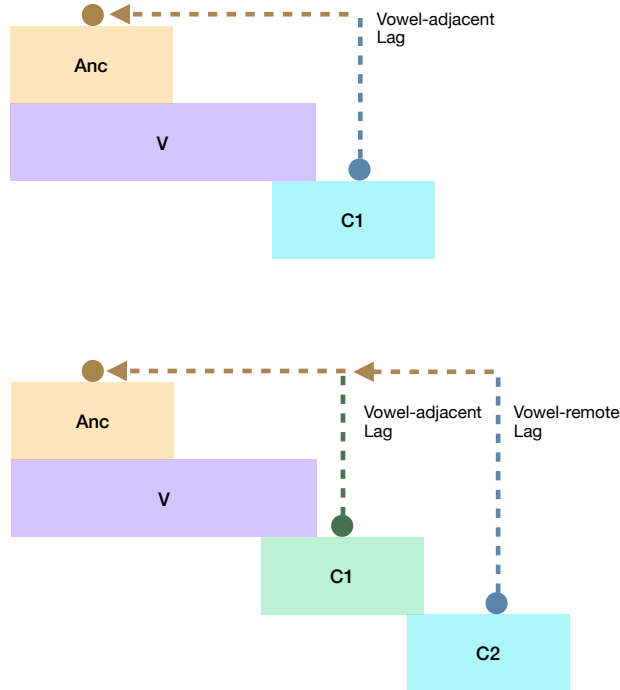 Vowel-adjacent
Lag
Anc
V
C1
Vowel-adjacent
Lag
Vowel-remote
Lag
Anc
V
C1
C2